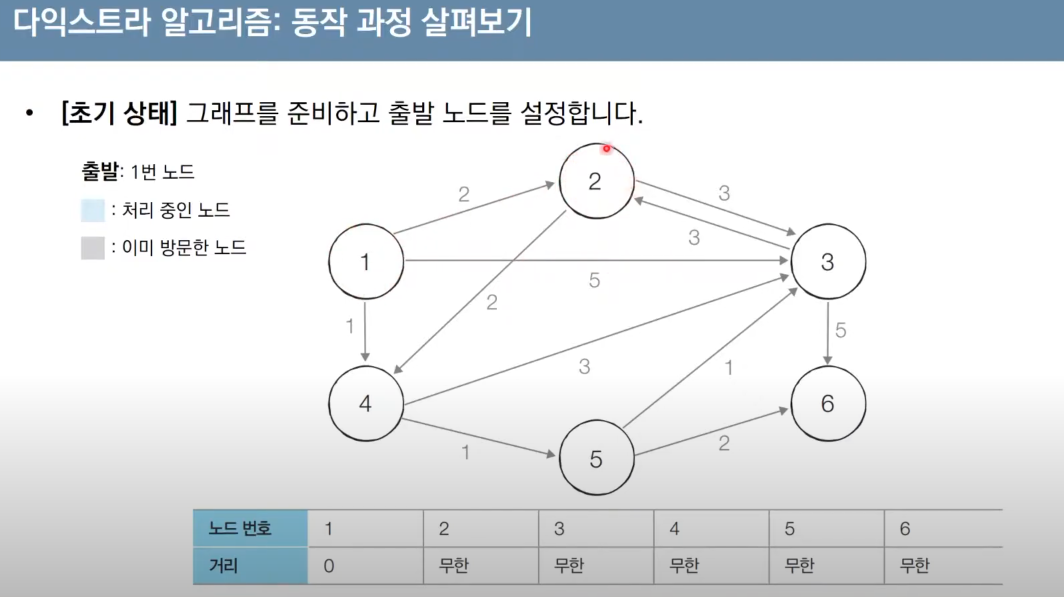 다익스트라 알고리즘: 동작 과정 살펴보기
• [초기 상태] 그래프를 준비하고 출발 노드를 설정합니다.
출발: 1번 노드
: 처리 중인 노드
: 이미 방문한 노드
2
2
3
3
1
5
3
2
1
5
4
3
1
6
1
5
2
노드 번호 1 2 3 4 5 6
거리 0 무한 무한 무한 무한 무한